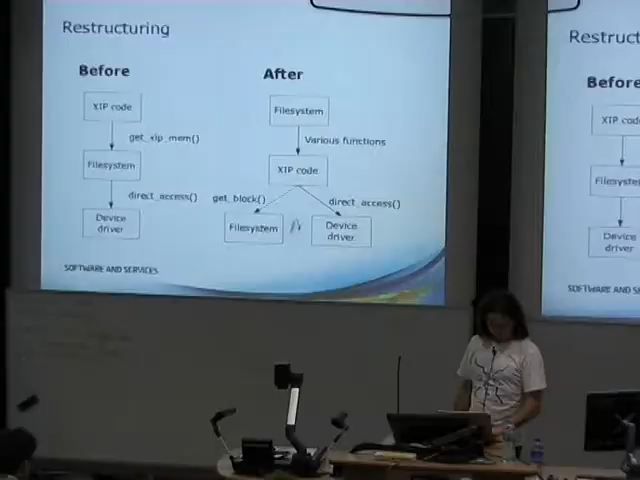 Restructuring
Before
After
XIP code
get_xip_mem()
Filesystem
direct_access()
Device
driver
Filesystem
Various functions
XIP code
get_block()
direct_access()
Filesystem
Device
driver
SOFTWARE AND SERVICES
Restruct
Before
XIP code
Filesystem
Device
driver
SOFTWARE AND S